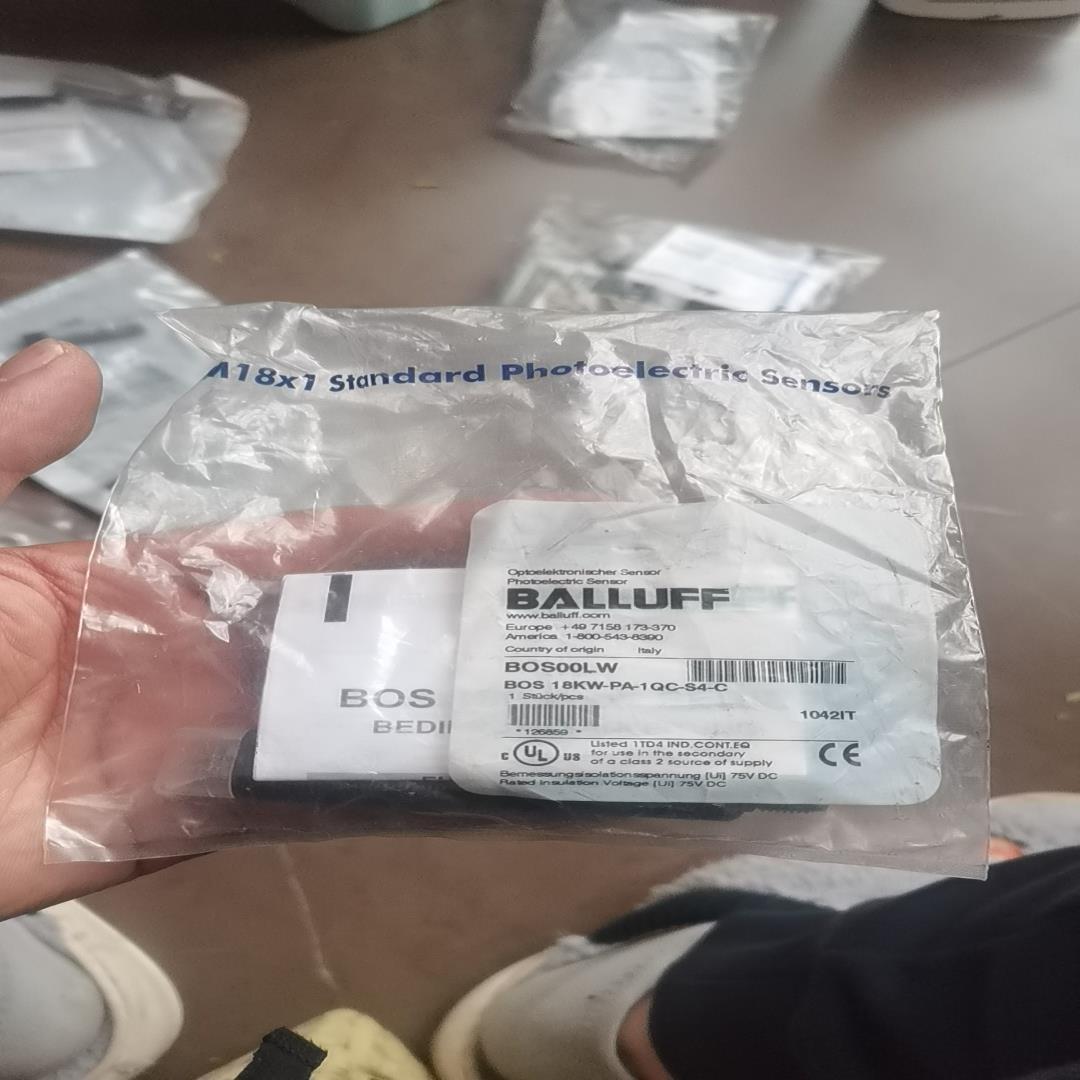 M18x1 Standard Photoelectric Sensors
Optoelektronischer Sensor
Photoelectric Sensor
BALLUFF
www.balluff.com
Europe +49 7158 173-370
America 1-800-543-8390
Country of origin Italy
BOS00LW
BOS 18KW-PA-1QC-S4-C
1 Stück/pcs
1042IT
*126859 *
C UL US
Listed 1TD4 IND.CONT.EQ
for use in the secondary
of a class 2 source of supply
CE
Bemessungsisolationsspannung [Ui] 75V DC
Rated Insulation Voltage [Ui] 75V DC
BOS
BEDI